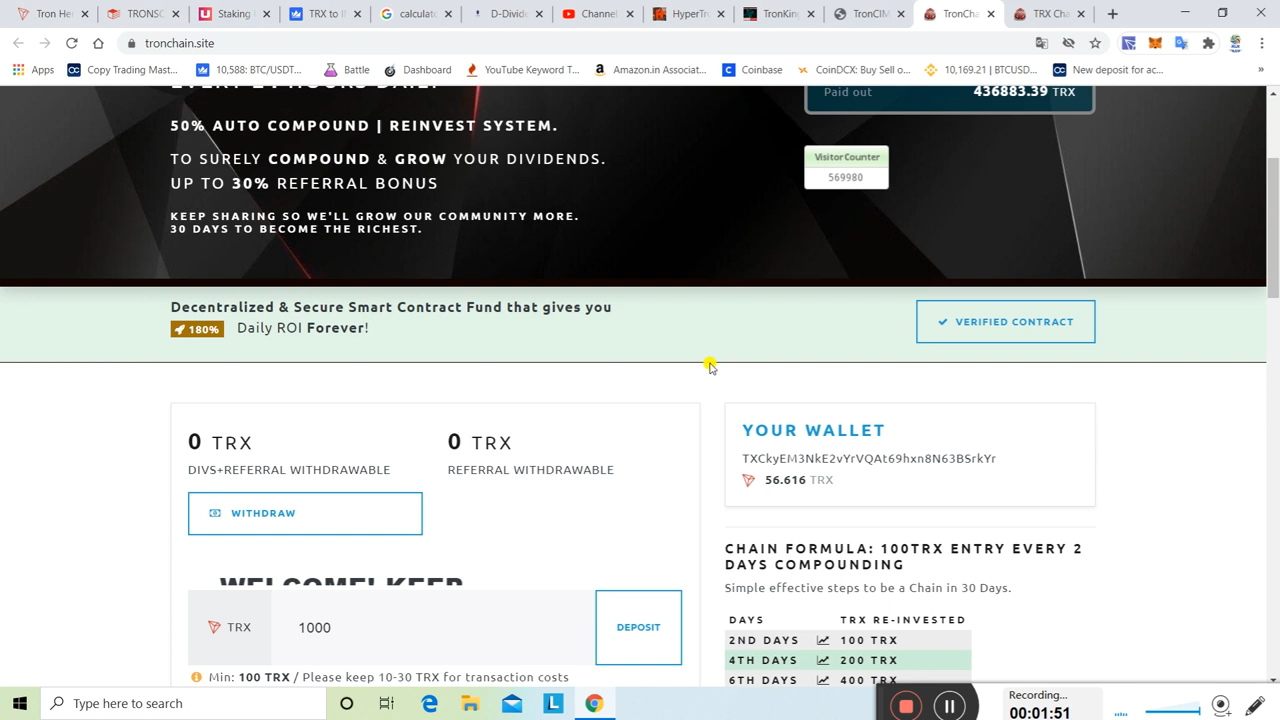 Tron Her
TRONSC
Staking
TRX to I
calculato
D-Divide
Channel
HyperTr
TronKing
TronCIM
TronCha
TRX Cha
tronchain.site
Apps
Copy Trading Mast...
10,588: BTC/USDT...
Battle
Dashboard
YouTube Keyword T...
Amazon.in Associat...
Coinbase
CoinDCX: Buy Sell o...
10,169.21 | BTCUSD...
New deposit for ac...
»
50% AUTO COMPOUND | REINVEST SYSTEM.
TO SURELY COMPOUND & GROW YOUR DIVIDENDS.
UP TO 30% REFERRAL BONUS
KEEP SHARING SO WE'LL GROW OUR COMMUNITY MORE.
30 DAYS TO BECOME THE RICHEST.
Paid out 436883.39 TRX
VisitorCounter
569980
Decentralized & Secure Smart Contract Fund that gives you
180% Daily ROI Forever!
VERIFIED CONTRACT
0 TRX
DIVS+REFERRAL WITHDRAWABLE
0 TRX
REFERRAL WITHDRAWABLE
WITHDRAW
WELCOME! KEEP
TRX 1000
DEPOSIT
Min: 100 TRX / Please keep 10-30 TRX for transaction costs
YOUR WALLET
TXCkyEM3NkE2vYrVQAt69hxn8N63BSrkYr
56.616 TRX
CHAIN FORMULA: 100TRX ENTRY EVERY 2
DAYS COMPOUNDING
Simple effective steps to be a Chain in 30 Days.
DAYS TRX RE-INVESTED
2ND DAYS 100 TRX
4TH DAYS 200 TRX
6TH DAYS 400 TRX
Type here to search
Recording...
00:01:51